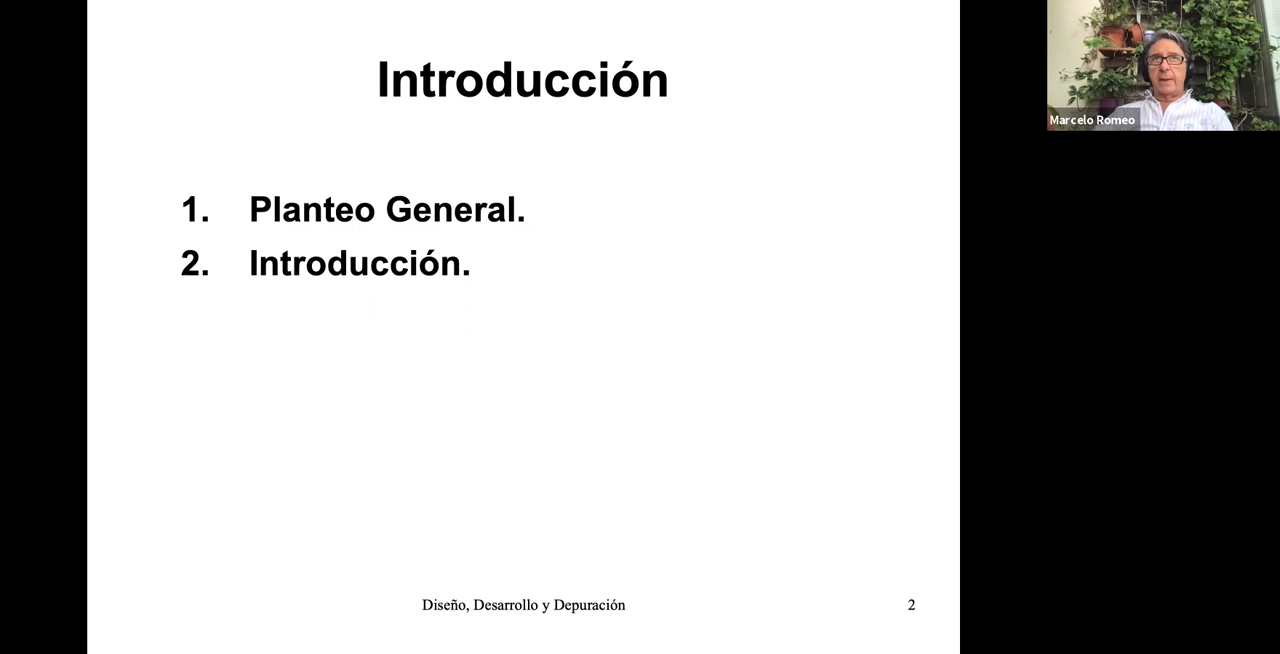 Introducción
1. Planteo General.
2. Introducción.
Diseño, Desarrollo y Depuración
2
Marcelo Romeo